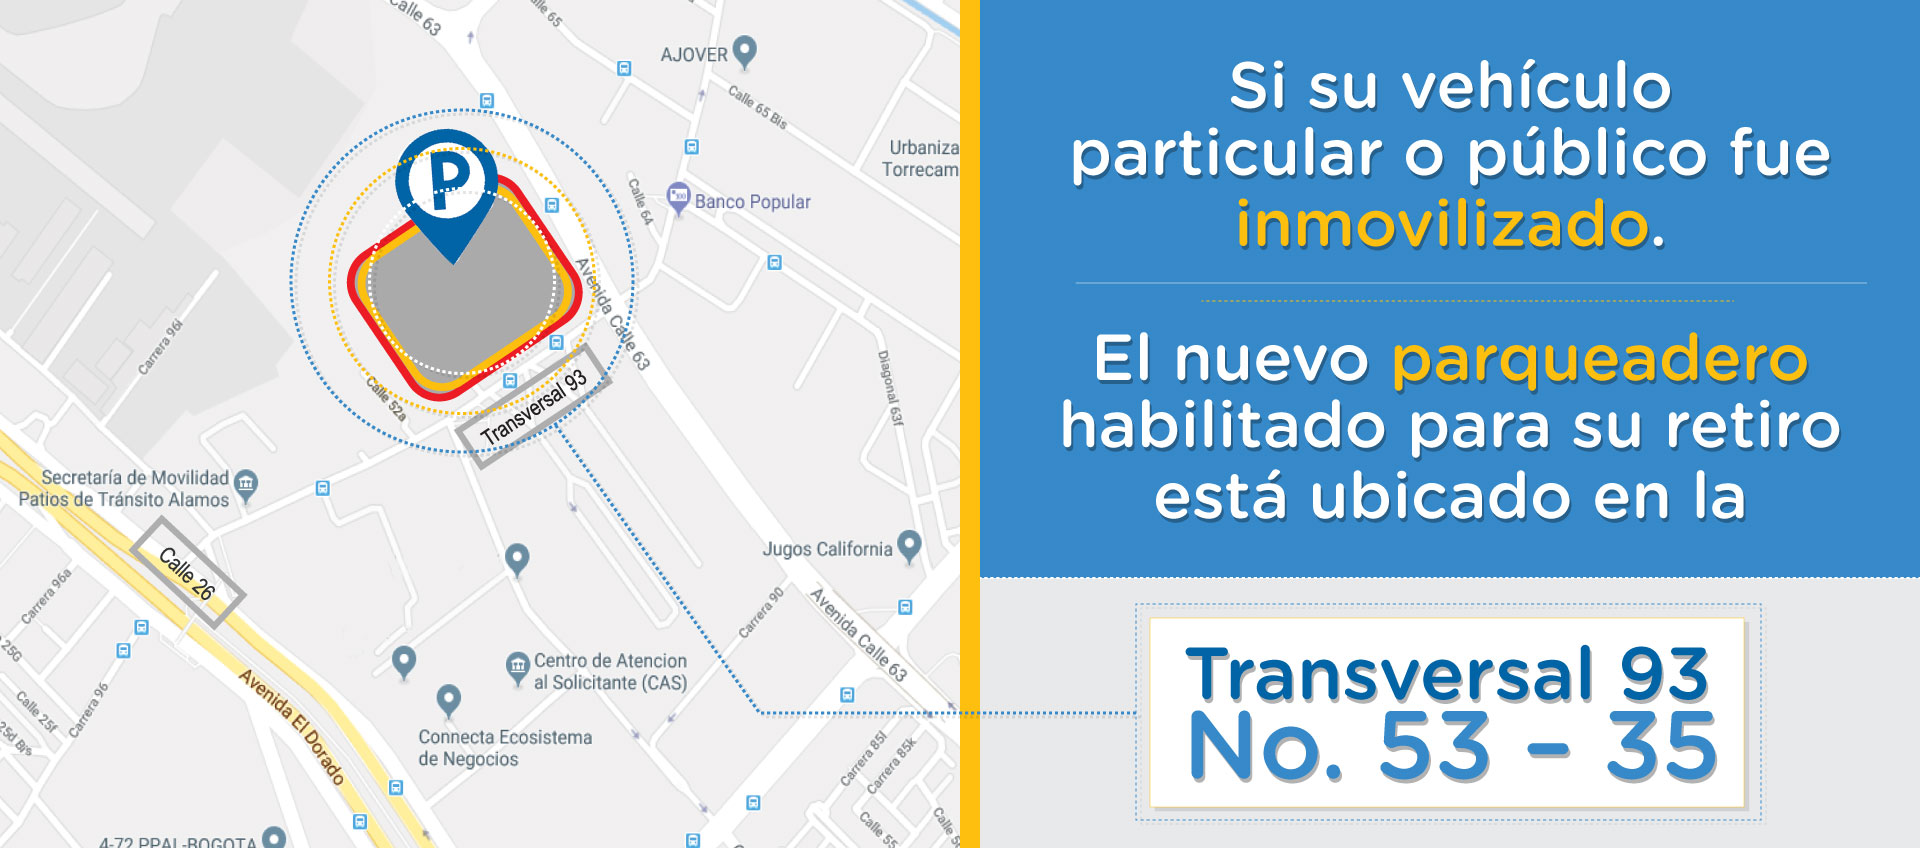 Calle 63
Calle 65
AJOVER
Calle 65 Bis
Urbaniza
Torrecam
P
Calle 64
Banco Popular
Avenida Calle 63
Carrera 96i
Calle 52a
Transversal 93
Diagonal 63f
Secretaría de Movilidad
Patios de Tránsito Alamos
Calle 26
Jugos California
Carrera 96a
Carrera 90
Avenida Calle 63
25G
Centro de Atencion
al Solicitante (CAS)
Carrera 96
Calle 25f
25d Bis
Avenida El Dorado
Connecta Ecosistema
de Negocios
Carrera 85l
Carrera 85k
Calle 55
Calle 5
4-72 PPAL-BOGOTA
Si su vehículo
particular o público fue
inmovilizado.
El nuevo parqueadero
habilitado para su retiro
está ubicado en la
Transversal 93
No. 53 – 35